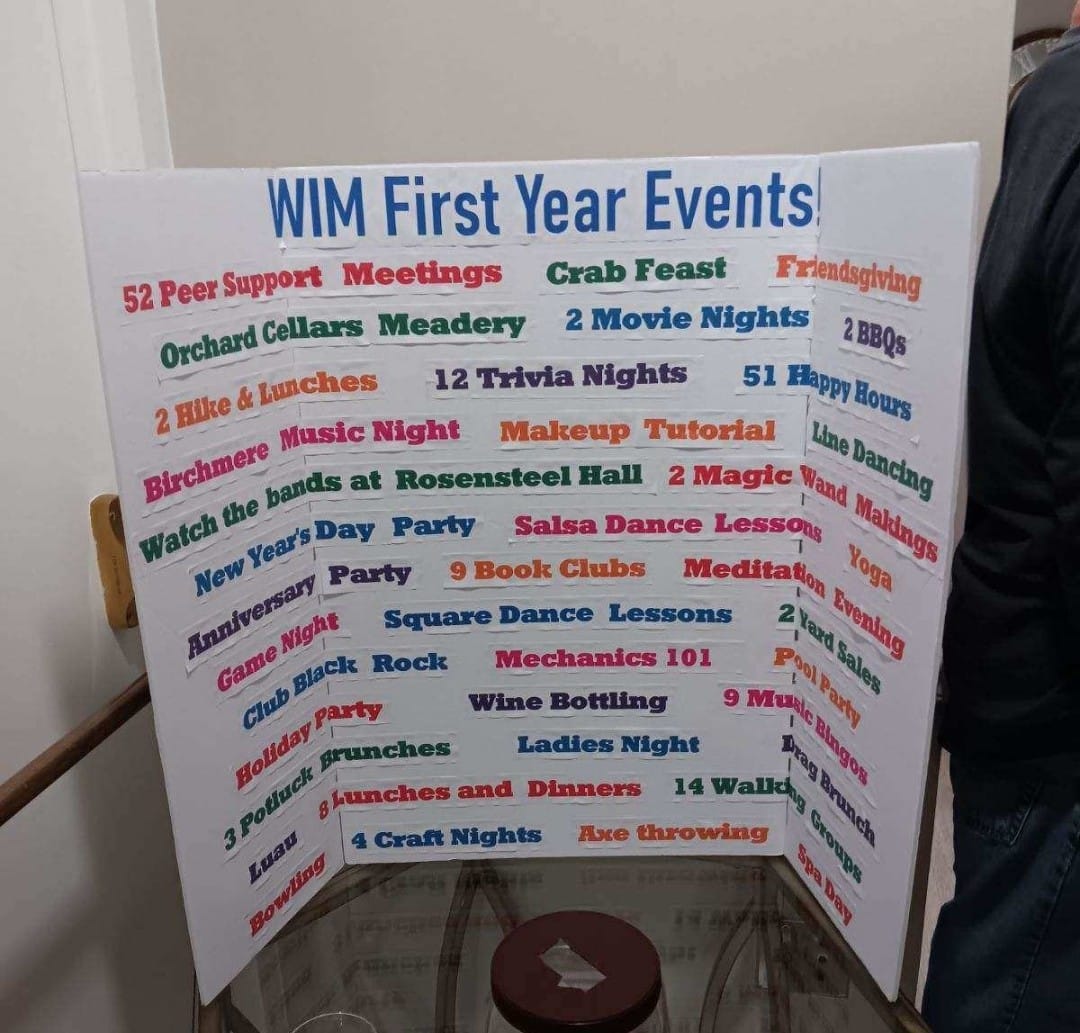 WIM First Year Events!
52 Peer Support Meetings Crab Feast Friendsgiving
Orchard Cellars Meadery 2 Movie Nights 2 BBQs
2 Hike & Lunches 12 Trivia Nights 51 Happy Hours
Birchmere Music Night Makeup Tutorial Line Dancing
Watch the bands at Rosensteel Hall 2 Magic Wand Makings
New Year's Day Party Salsa Dance Lessons Yoga
Anniversary Party 9 Book Clubs Meditation Evening
Game Night Square Dance Lessons 2 Yard Sales
Club Black Rock Mechanics 101 Pool Party
Holiday Party Wine Bottling 9 Music Bingos
3 Potluck Brunches Ladies Night Drag Brunch
8 Lunches and Dinners 14 Walking Groups
Luau 4 Craft Nights Axe throwing Spa Day
Bowling